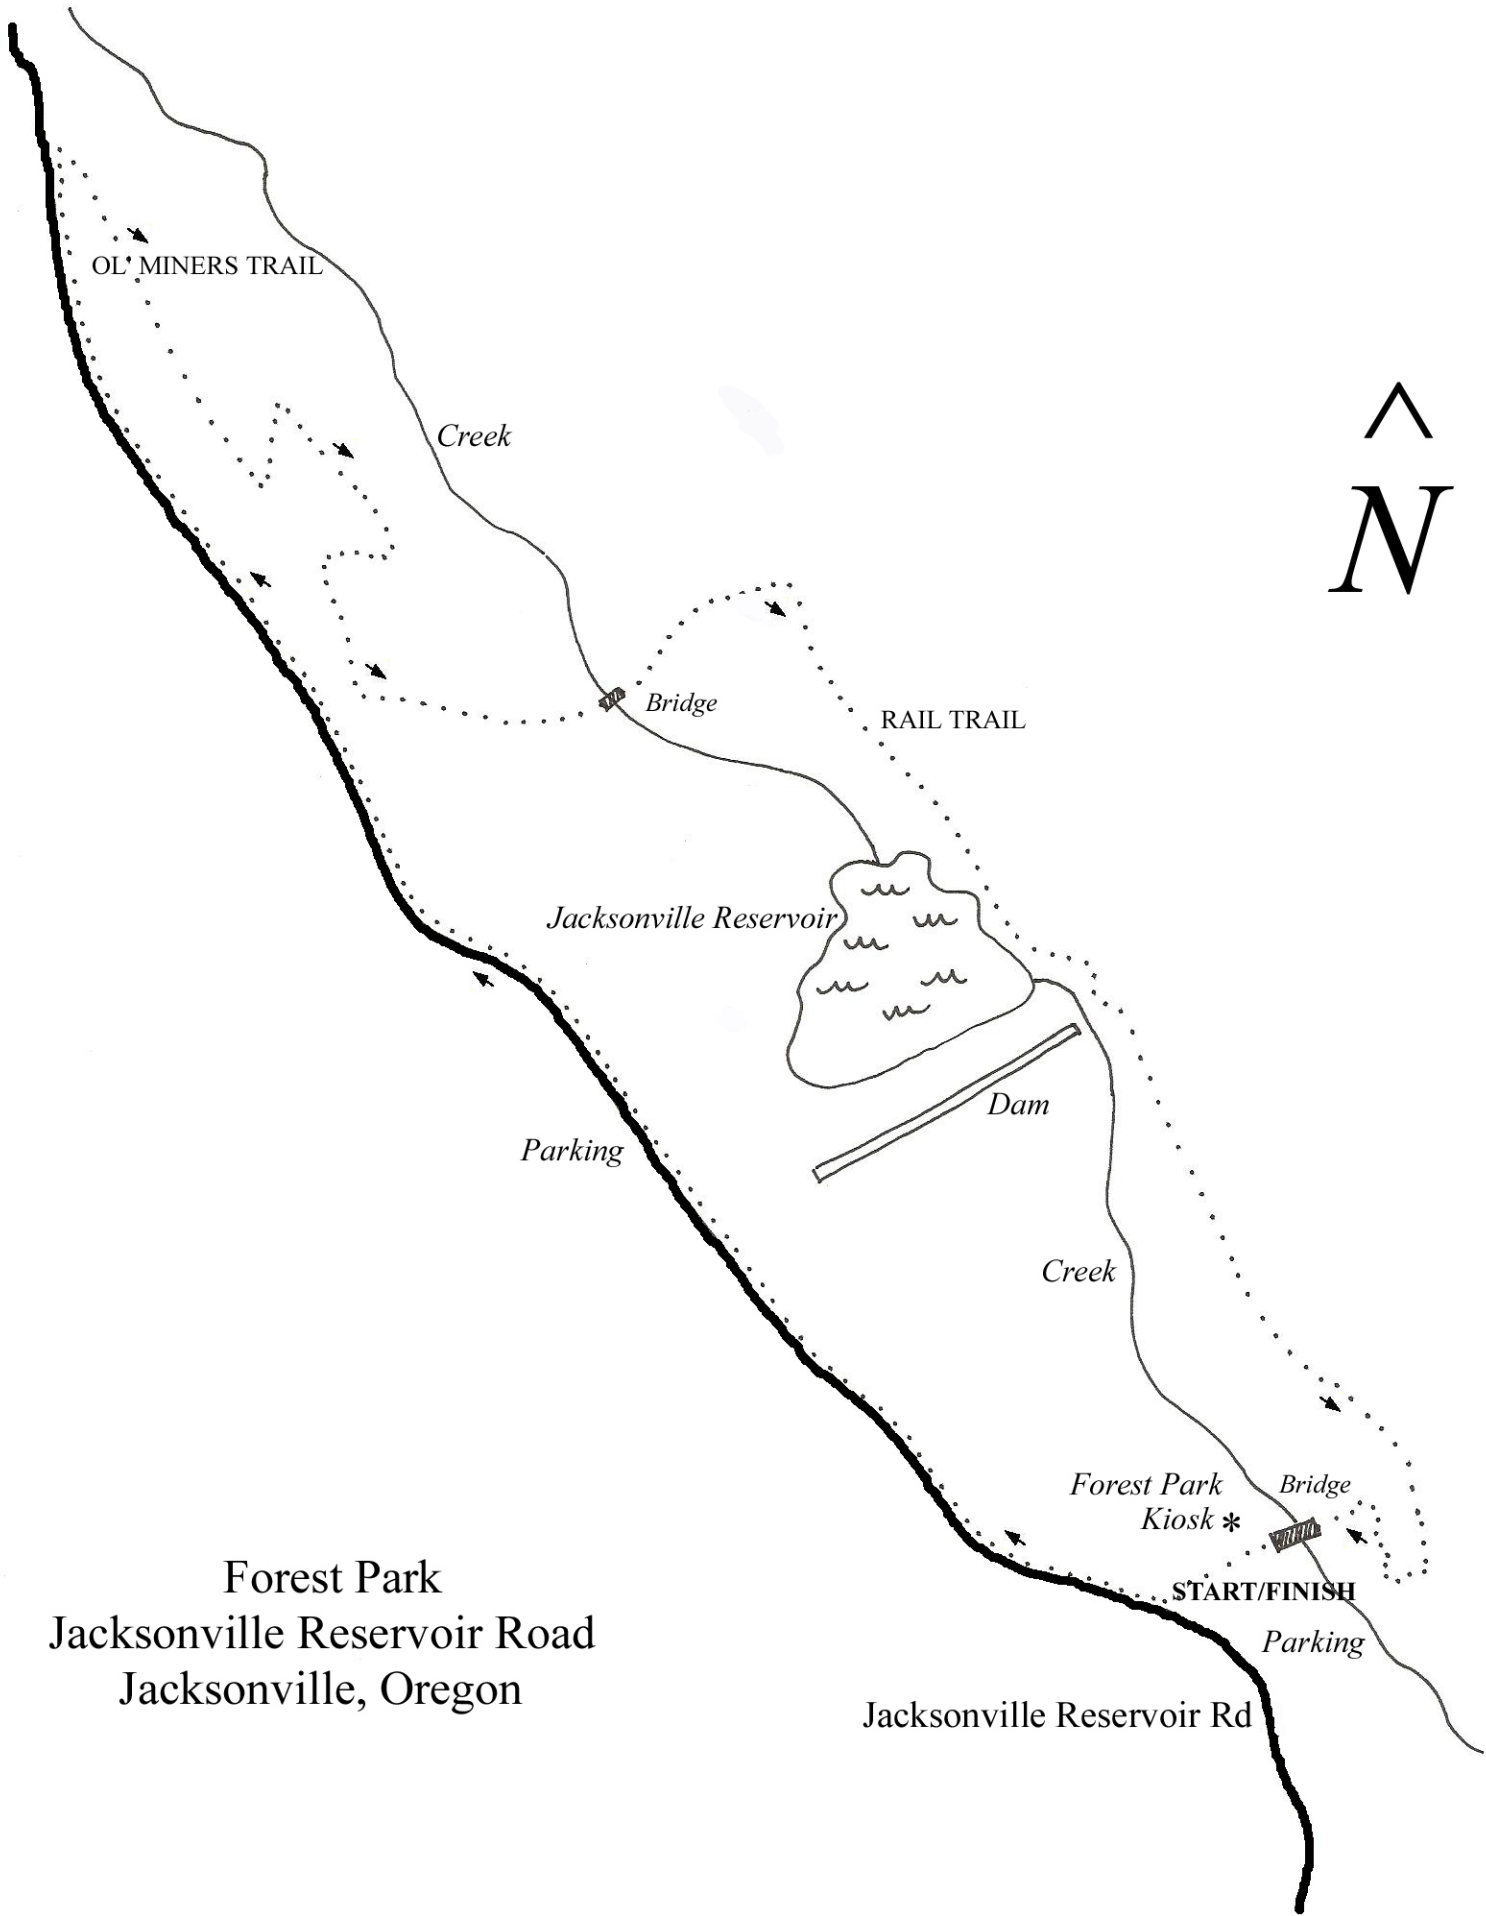 OL' MINERS TRAIL
Creek
N
Bridge
RAIL TRAIL
Jacksonville Reservoir
Dam
Parking
Creek
Forest Park
Kiosk *
Bridge
START/FINISH
Parking
Forest Park
Jacksonville Reservoir Road
Jacksonville, Oregon
Jacksonville Reservoir Rd